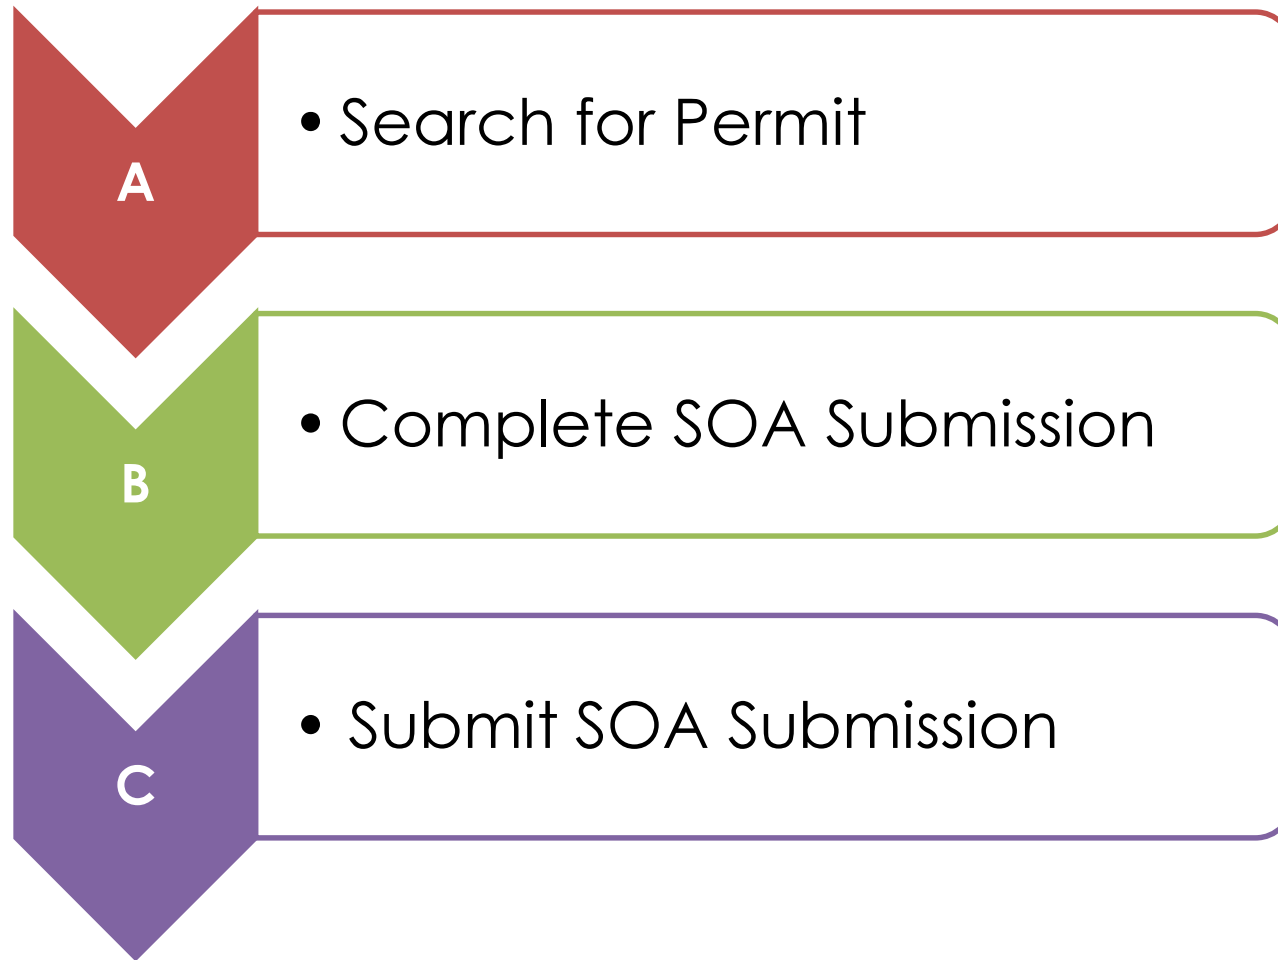 A
• Search for Permit
B
• Complete SOA Submission
C
• Submit SOA Submission